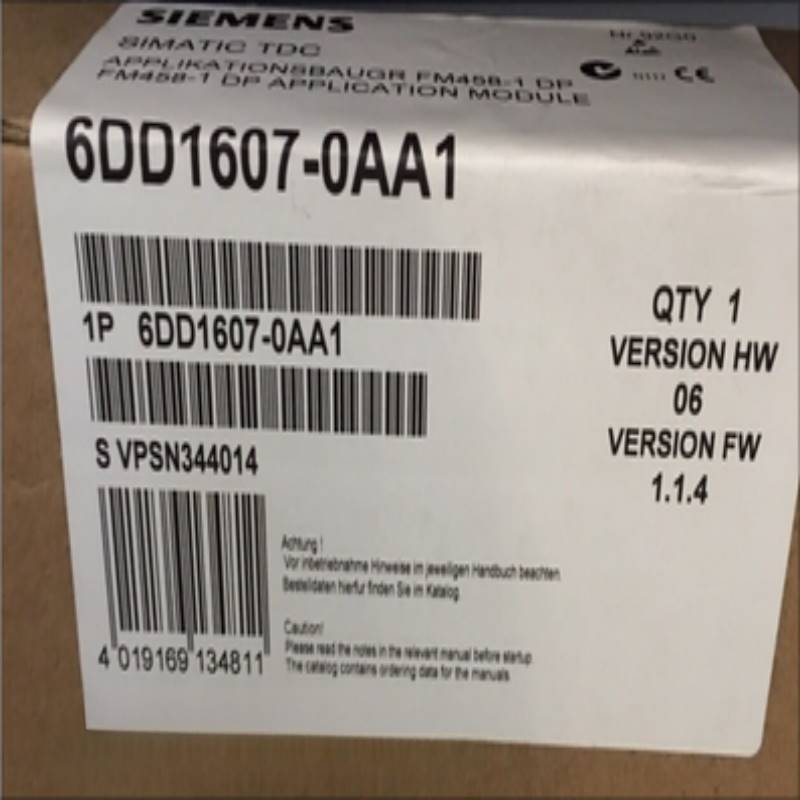 SIEMENS
SIMATIC TDC
APPLIKATIONSBAUGR FM458-1 DP
FM458-1 DP APPLICATION MODULE
CE
6DD1607-0AA1
1P 6DD1607-0AA1
S VPSN344014
QTY 1
VERSION HW
06
VERSION FW
1.1.4
Achtung !
Vor Inbetriebnahme Hinweise im jeweiligen Handbuch beachten.
Bestelldaten hierfur finden Sie im Katalog.
Caution!
Please read the notes in the relevant manual before startup.
The catalog contains ordering data for the manuals
4 019169 134811